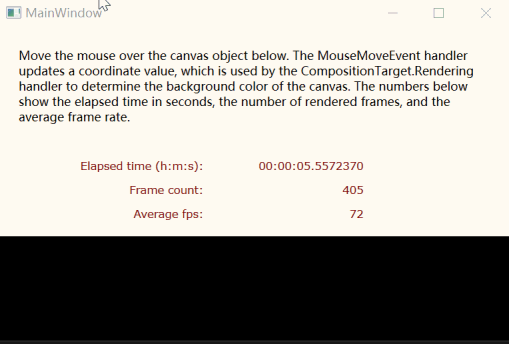 MainWindow
Move the mouse over the canvas object below. The MouseMoveEvent handler
updates a coordinate value, which is used by the CompositionTarget.Rendering
handler to determine the background color of the canvas. The numbers below
show the elapsed time in seconds, the number of rendered frames, and the
average frame rate.
Elapsed time (h:m:s): 00:00:05.5572370
Frame count: 405
Average fps: 72